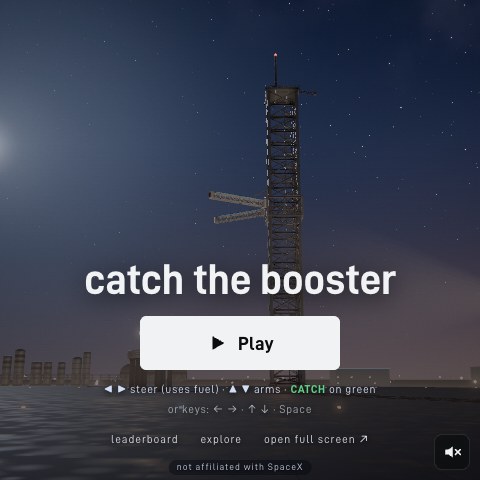 catch the booster
▶ Play
◀ ▶ steer (uses fuel) · ▲ ▼ arms · CATCH on green
or keys: ← → · ↑ ↓ · Space
leaderboard explore open full screen ↗
not affiliated with SpaceX